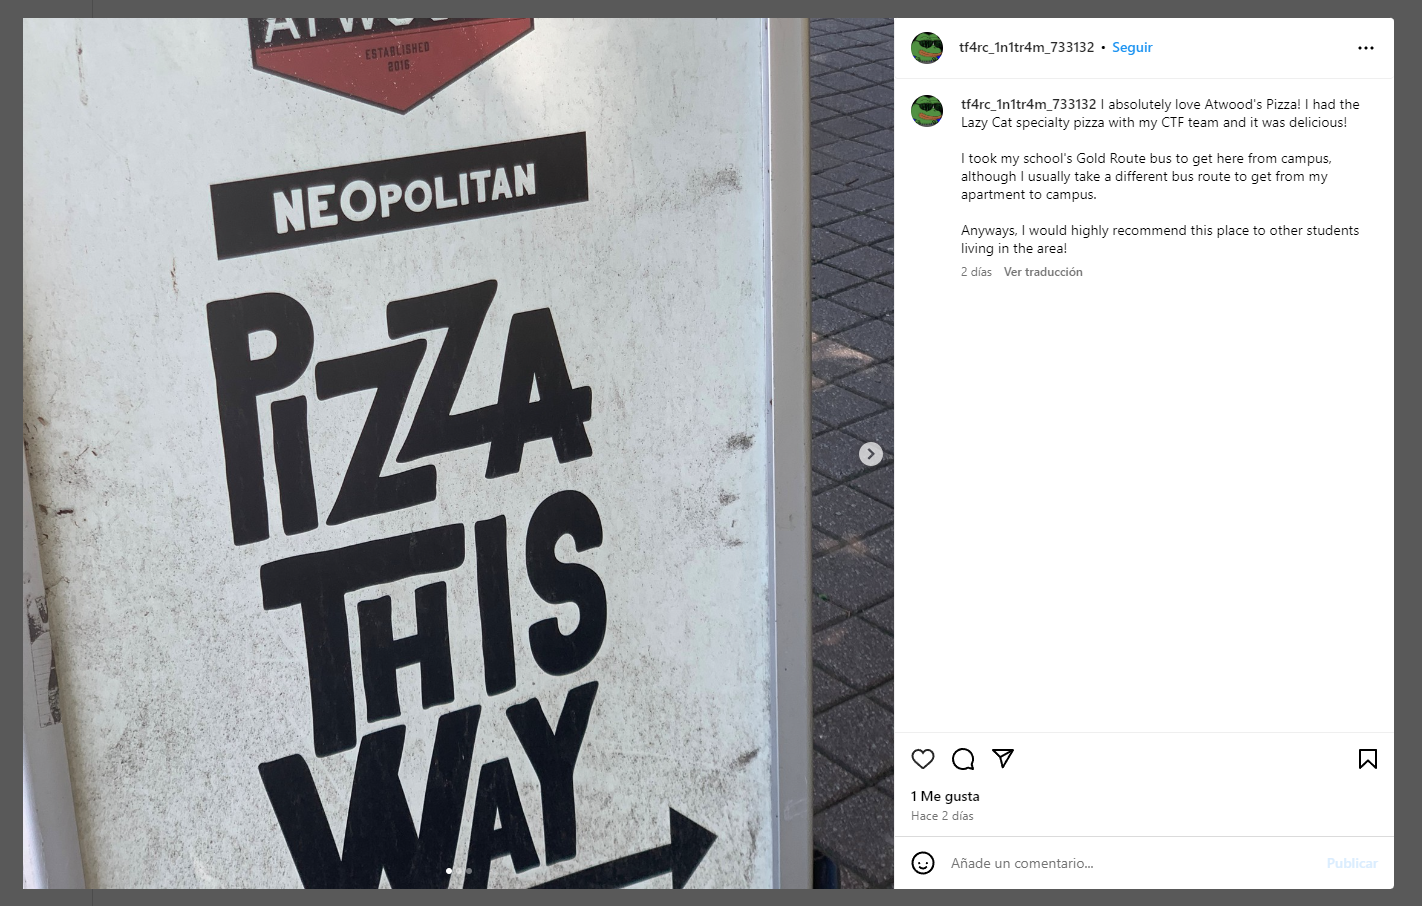 ESTABLISHED
2016
NEOPOLITAN
PIZZA
THIS
WAY
tf4rc_1n1tr4m_733132 • Seguir
tf4rc_1n1tr4m_733132 I absolutely love Atwood's Pizza! I had the
Lazy Cat specialty pizza with my CTF team and it was delicious!
I took my school's Gold Route bus to get here from campus,
although I usually take a different bus route to get from my
apartment to campus.
Anyways, I would highly recommend this place to other students
living in the area!
2 días Ver traducción
1 Me gusta
Hace 2 días
Añade un comentario...
Publicar